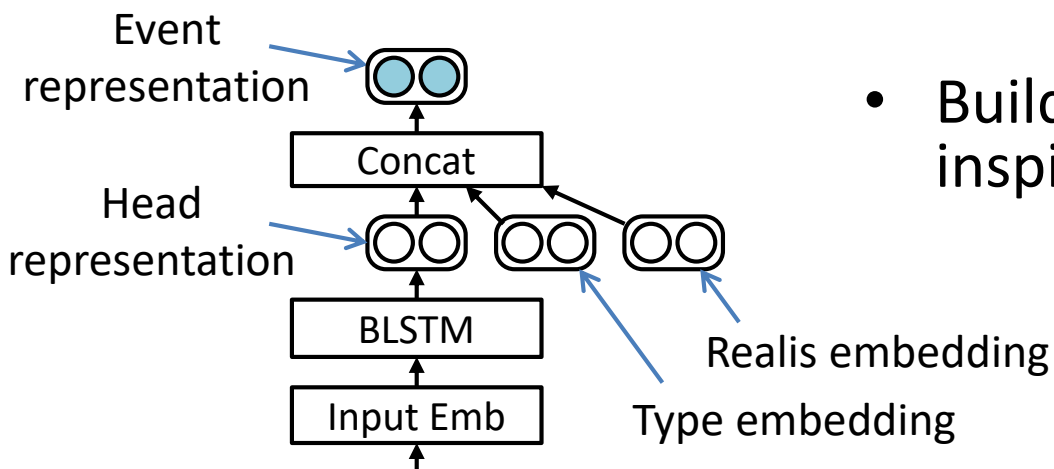 Event
representation
Concat
Head
representation
BLSTM
Input Emb
Realis embedding
Type embedding
•